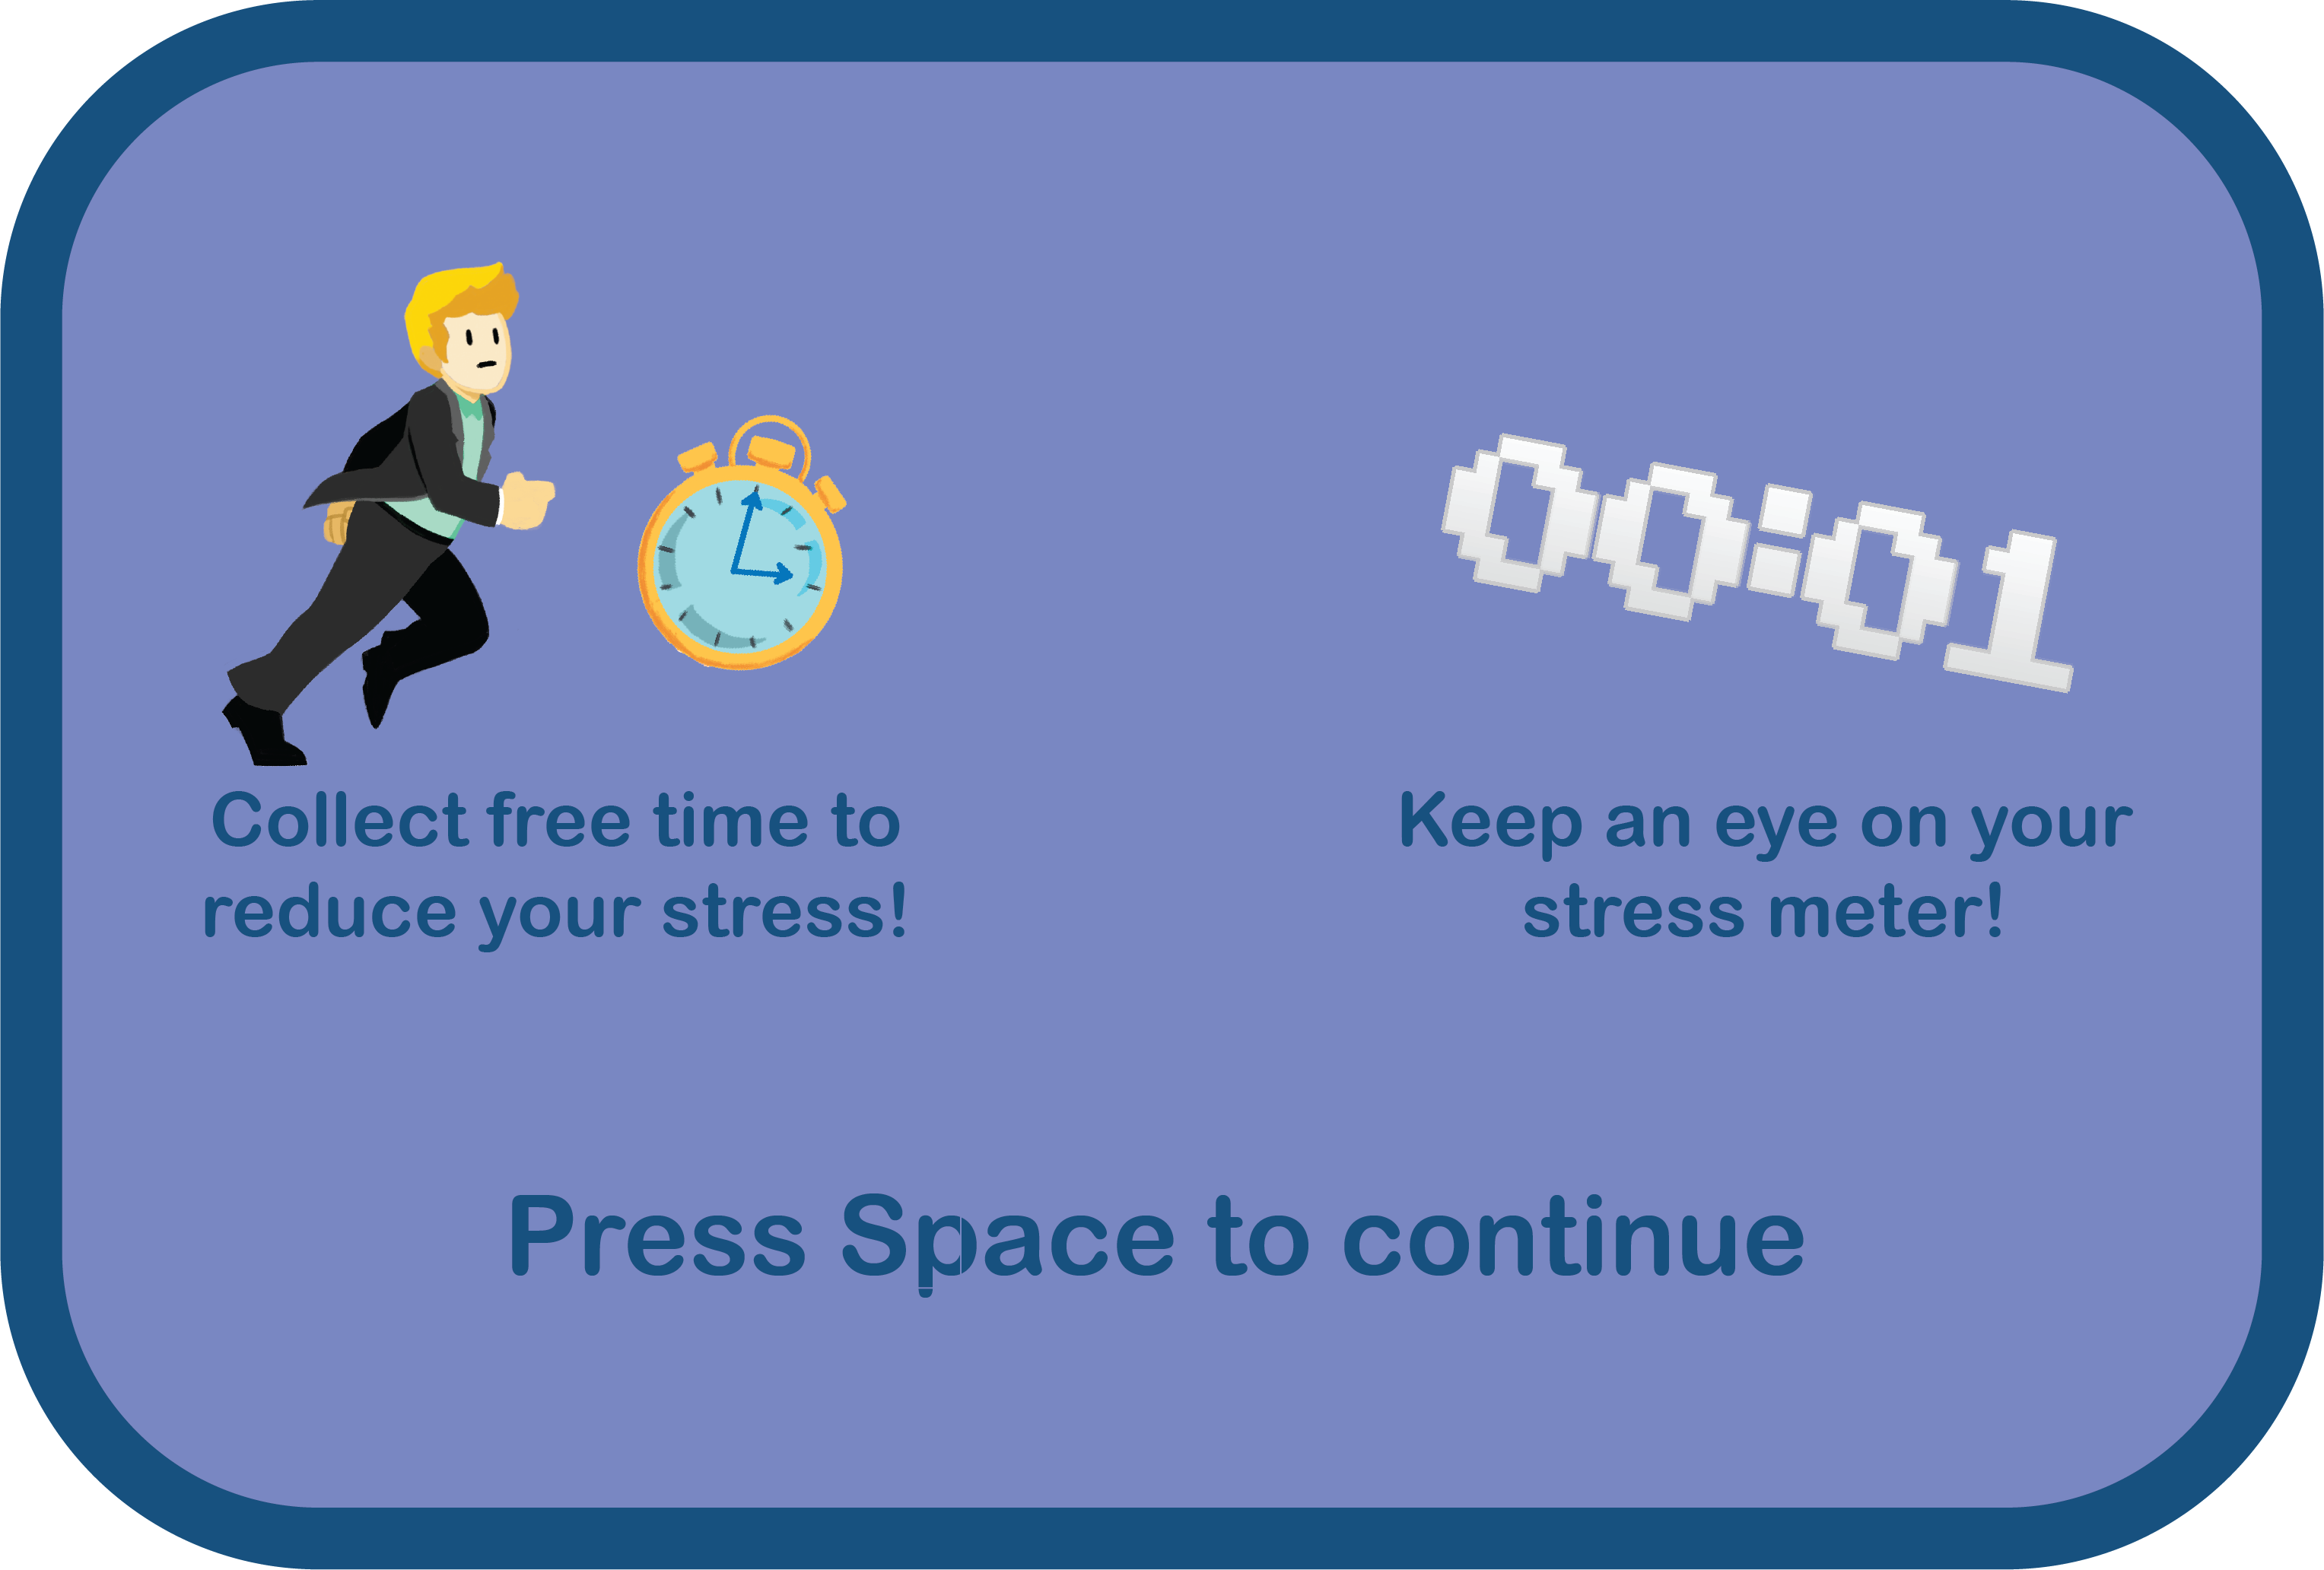 00:01
Collect free time to
reduce your stress!
Keep an eye on your
stress meter!
Press Space to continue